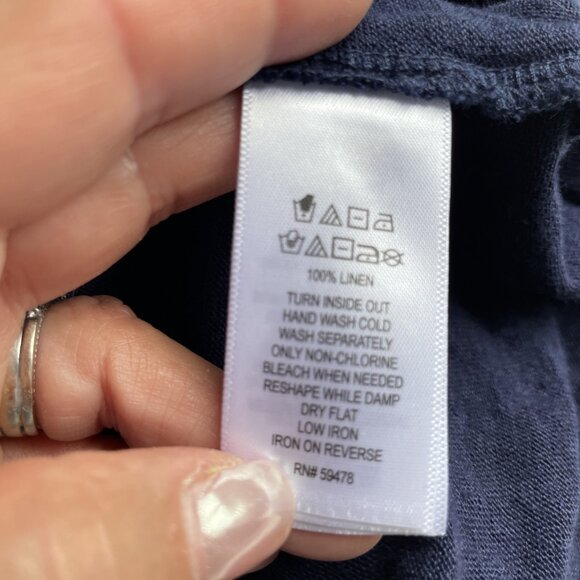 100% LINEN
TURN INSIDE OUT
HAND WASH COLD
WASH SEPARATELY
ONLY NON-CHLORINE
BLEACH WHEN NEEDED
RESHAPE WHILE DAMP
DRY FLAT
LOW IRON
IRON ON REVERSE
RN# 59478